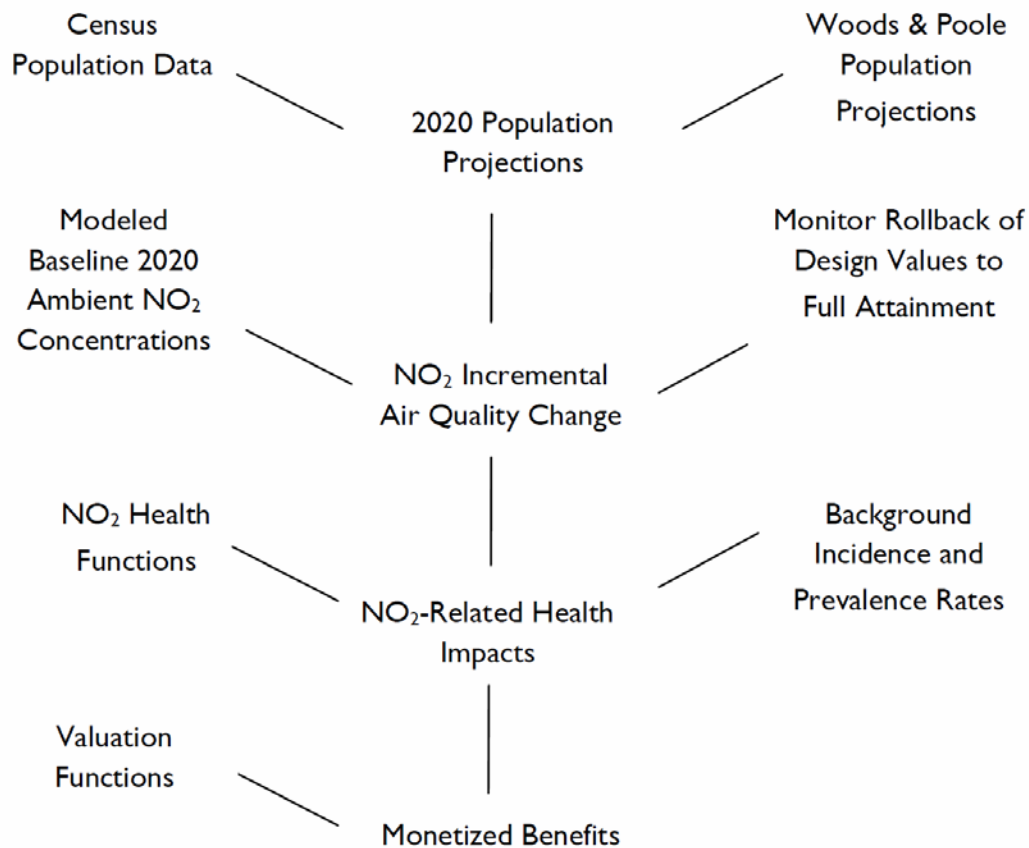 Census
Population Data
Woods & Poole
Population
Projections
2020 Population
Projections
Modeled
Baseline 2020
Ambient NO₂
Concentrations
Monitor Rollback of
Design Values to
Full Attainment
NO₂ Incremental
Air Quality Change
NO₂ Health
Functions
Background
Incidence and
Prevalence Rates
NO₂-Related Health
Impacts
Valuation
Functions
Monetized Benefits